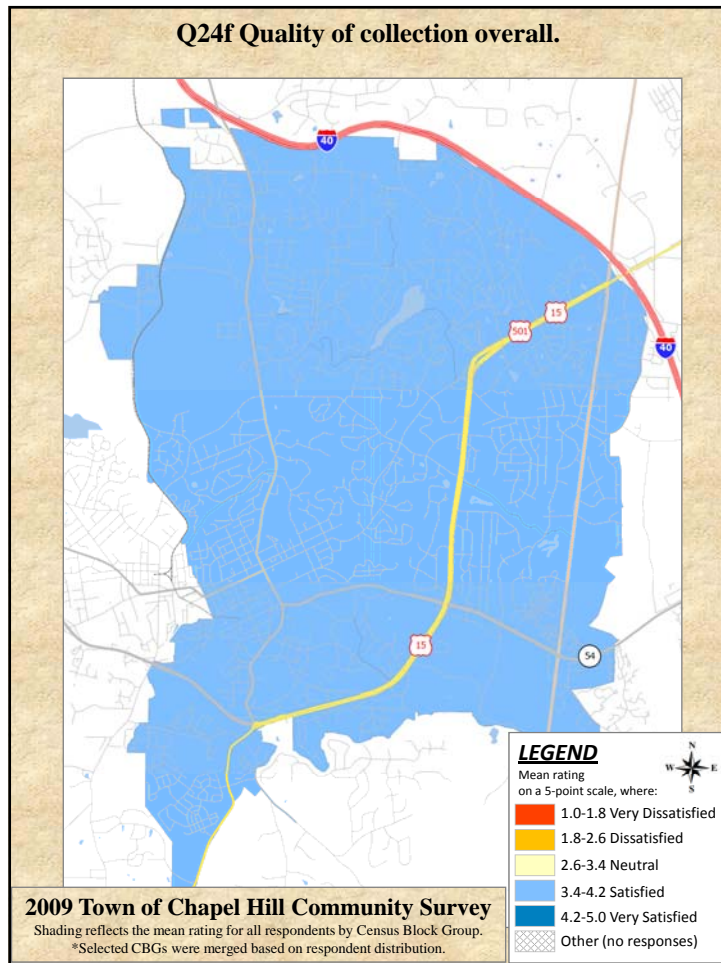 Q24f Quality of collection overall.
40
15
501
40
15
54
LEGEND
Mean rating
on a 5-point scale, where:
N
W E
S
1.0-1.8 Very Dissatisfied
1.8-2.6 Dissatisfied
2.6-3.4 Neutral
3.4-4.2 Satisfied
4.2-5.0 Very Satisfied
Other (no responses)
2009 Town of Chapel Hill Community Survey
Shading reflects the mean rating for all respondents by Census Block Group.
*Selected CBGs were merged based on respondent distribution.